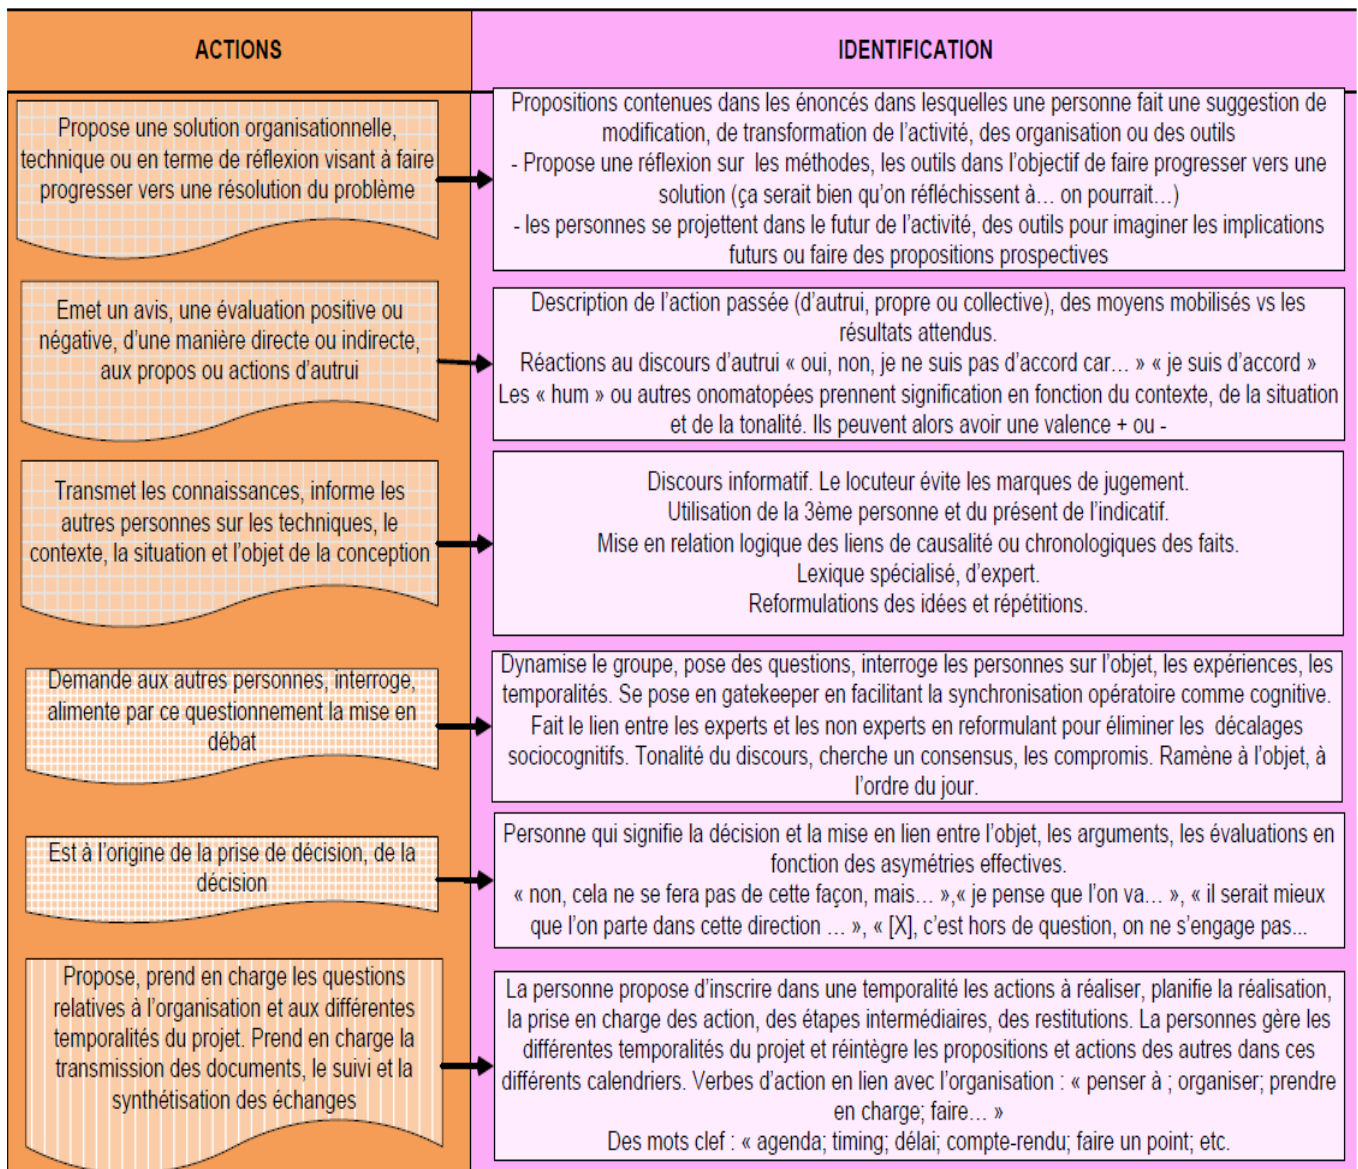 ACTIONS
IDENTIFICATION
Propose une solution organisationnelle,
technique ou en terme de réflexion visant à faire
progresser vers une résolution du problème
Propositions contenues dans les énoncés dans lesquelles une personne fait une suggestion de
modification, de transformation de l'activité, des organisation ou des outils
- Propose une réflexion sur les méthodes, les outils dans l'objectif de faire progresser vers une
solution (ça serait bien qu'on réfléchissent à… on pourrait…)
- les personnes se projettent dans le futur de l'activité, des outils pour imaginer les implications
futurs ou faire des propositions prospectives
Emet un avis, une évaluation positive ou
négative, d'une manière directe ou indirecte,
aux propos ou actions d'autrui
Description de l'action passée (d'autrui, propre ou collective), des moyens mobilisés vs les
résultats attendus.
Réactions au discours d'autrui « oui, non, je ne suis pas d'accord car… » « je suis d'accord »
Les « hum » ou autres onomatopées prennent signification en fonction du contexte, de la situation
et de la tonalité. Ils peuvent alors avoir une valence + ou -
Transmet les connaissances, informe les
autres personnes sur les techniques, le
contexte, la situation et l'objet de la conception
Discours informatif. Le locuteur évite les marques de jugement.
Utilisation de la 3ème personne et du présent de l'indicatif.
Mise en relation logique des liens de causalité ou chronologiques des faits.
Lexique spécialisé, d'expert.
Reformulations des idées et répétitions.
Demande aux autres personnes, interroge,
alimente par ce questionnement la mise en
débat
Dynamise le groupe, pose des questions, interroge les personnes sur l'objet, les expériences, les
temporalités. Se pose en gatekeeper en facilitant la synchronisation opératoire comme cognitive.
Fait le lien entre les experts et les non experts en reformulant pour éliminer les décalages
sociocognitifs. Tonalité du discours, cherche un consensus, les compromis. Ramène à l'objet, à
l'ordre du jour.
Est à l'origine de la prise de décision, de la
décision
Personne qui signifie la décision et la mise en lien entre l'objet, les arguments, les évaluations en
fonction des asymétries effectives.
« non, cela ne se fera pas de cette façon, mais… »,« je pense que l'on va… », « il serait mieux
que l'on parte dans cette direction … », « [X], c'est hors de question, on ne s'engage pas...
Propose, prend en charge les questions
relatives à l'organisation et aux différentes
temporalités du projet. Prend en charge la
transmission des documents, le suivi et la
synthétisation des échanges
La personne propose d'inscrire dans une temporalité les actions à réaliser, planifie la réalisation,
la prise en charge des action, des étapes intermédiaires, des restitutions. La personnes gère les
différentes temporalités du projet et réintègre les propositions et actions des autres dans ces
différents calendriers. Verbes d'action en lien avec l'organisation : « penser à ; organiser; prendre
en charge; faire… »
Des mots clef : « agenda; timing; délai; compte-rendu; faire un point; etc.